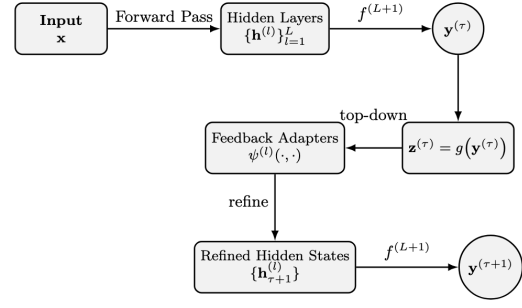 Input
𝐱
Forward Pass
Hidden Layers
{𝐡^{(l)}}_{l=1}^{L}
f^{(L+1)}
𝐲^{(τ)}
top-down
Feedback Adapters
ψ^{(l)}(·,·)
𝐳^{(τ)} = g(𝐲^{(τ)})
refine
Refined Hidden States
{𝐡_{τ+1}^{(l)}}
f^{(L+1)}
𝐲^{(τ+1)}